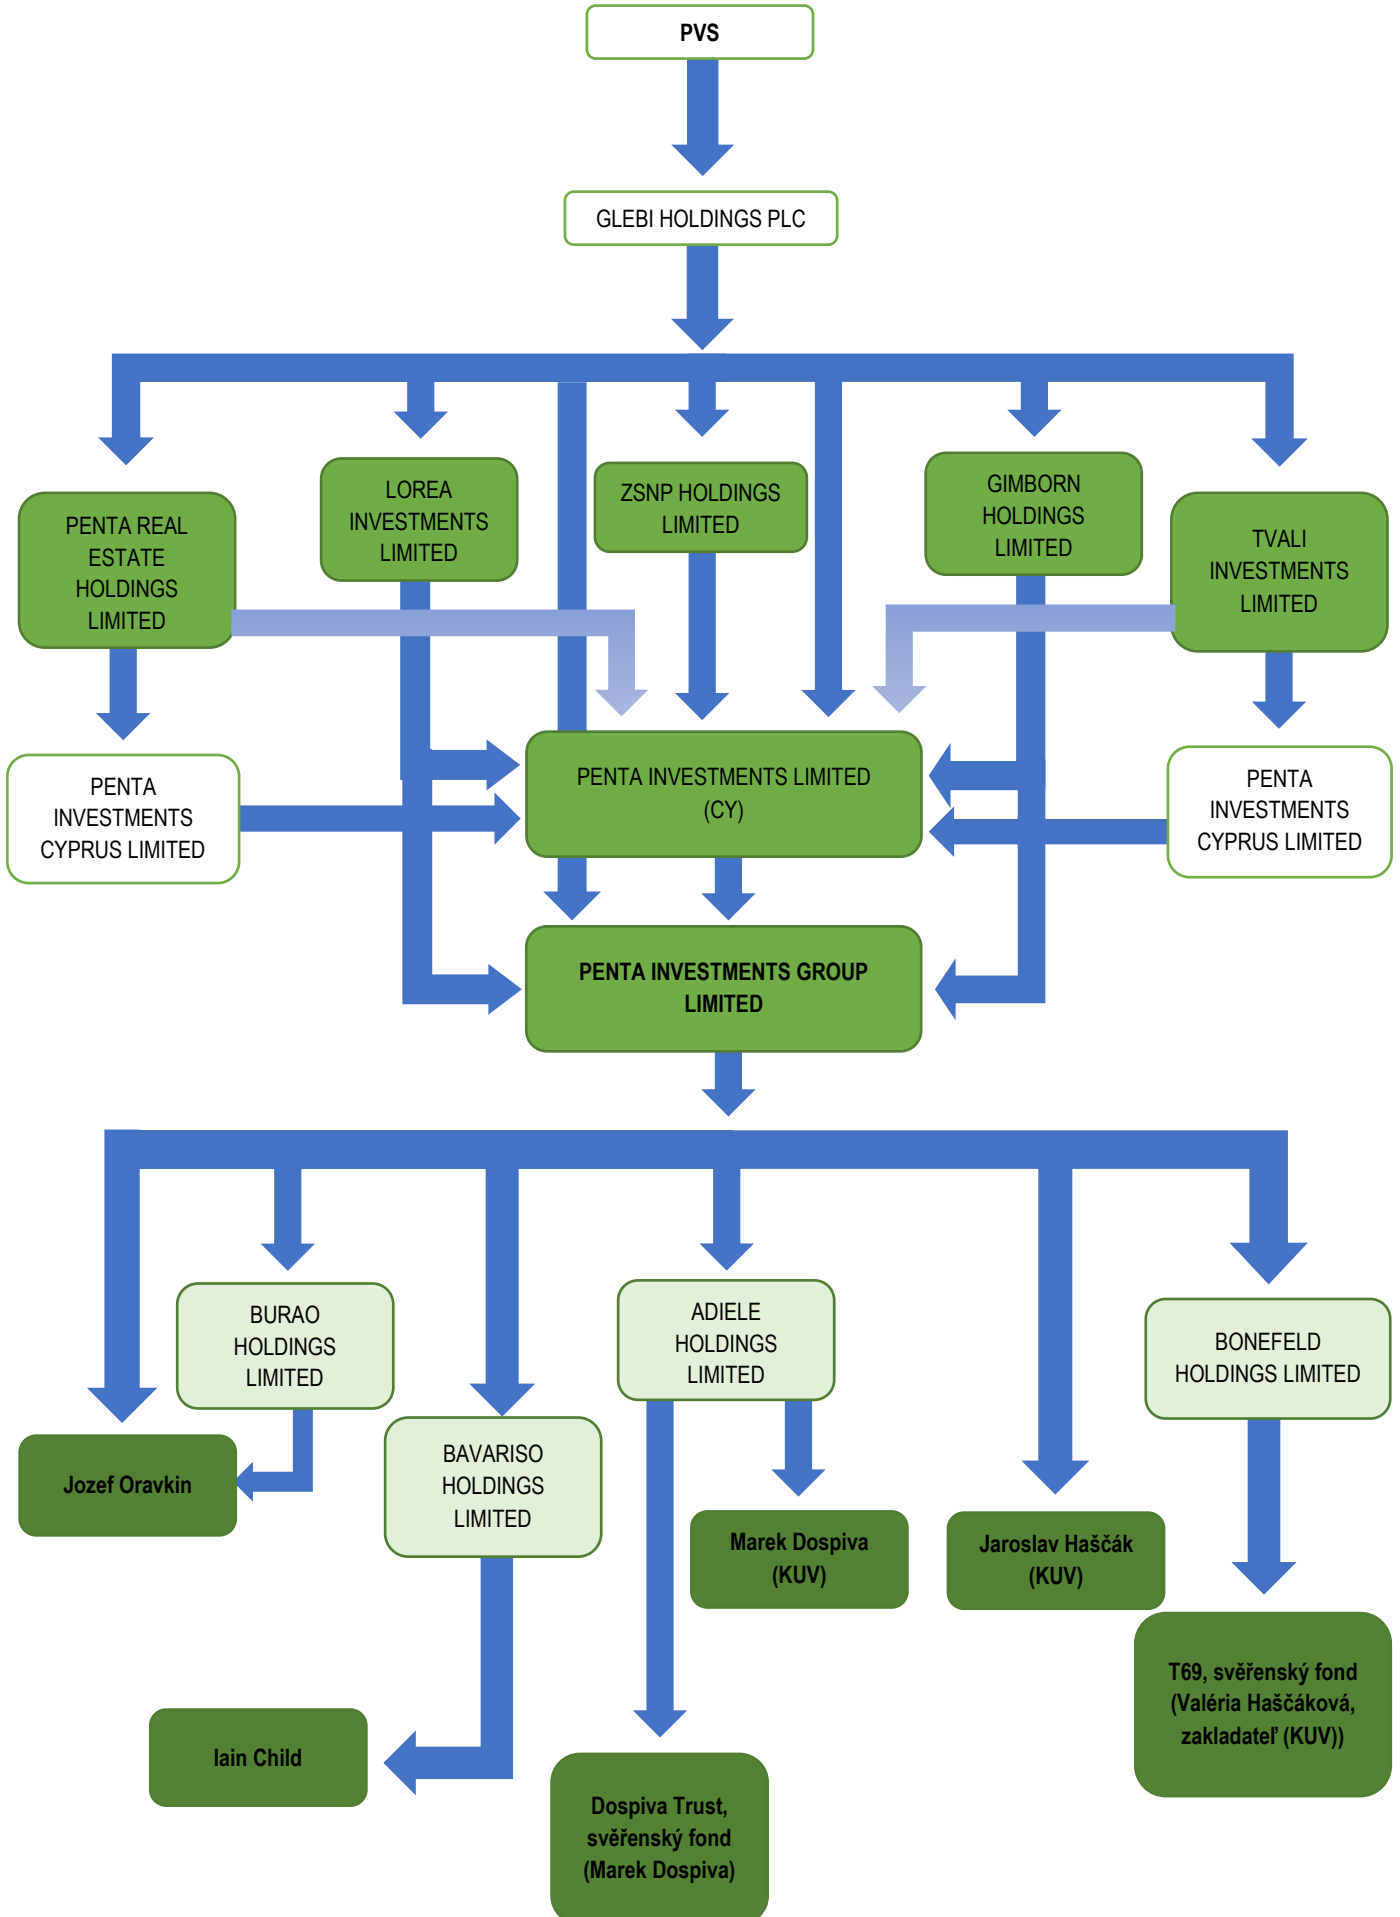 PVS
GLEBI HOLDINGS PLC
PENTA REAL
ESTATE
HOLDINGS
LIMITED
LOREA
INVESTMENTS
LIMITED
ZSNP HOLDINGS
LIMITED
GIMBORN
HOLDINGS
LIMITED
TVALI
INVESTMENTS
LIMITED
PENTA
INVESTMENTS
CYPRUS LIMITED
PENTA INVESTMENTS LIMITED
(CY)
PENTA
INVESTMENTS
CYPRUS LIMITED
PENTA INVESTMENTS GROUP
LIMITED
BURAO
HOLDINGS
LIMITED
ADIELE
HOLDINGS
LIMITED
BONEFELD
HOLDINGS LIMITED
Jozef Oravkin
BAVARISO
HOLDINGS
LIMITED
Marek Dospiva
(KUV)
Jaroslav Haščák
(KUV)
T69, svěřenský fond
(Valéria Haščáková,
zakladateľ (KUV))
Iain Child
Dospiva Trust,
svěřenský fond
(Marek Dospiva)